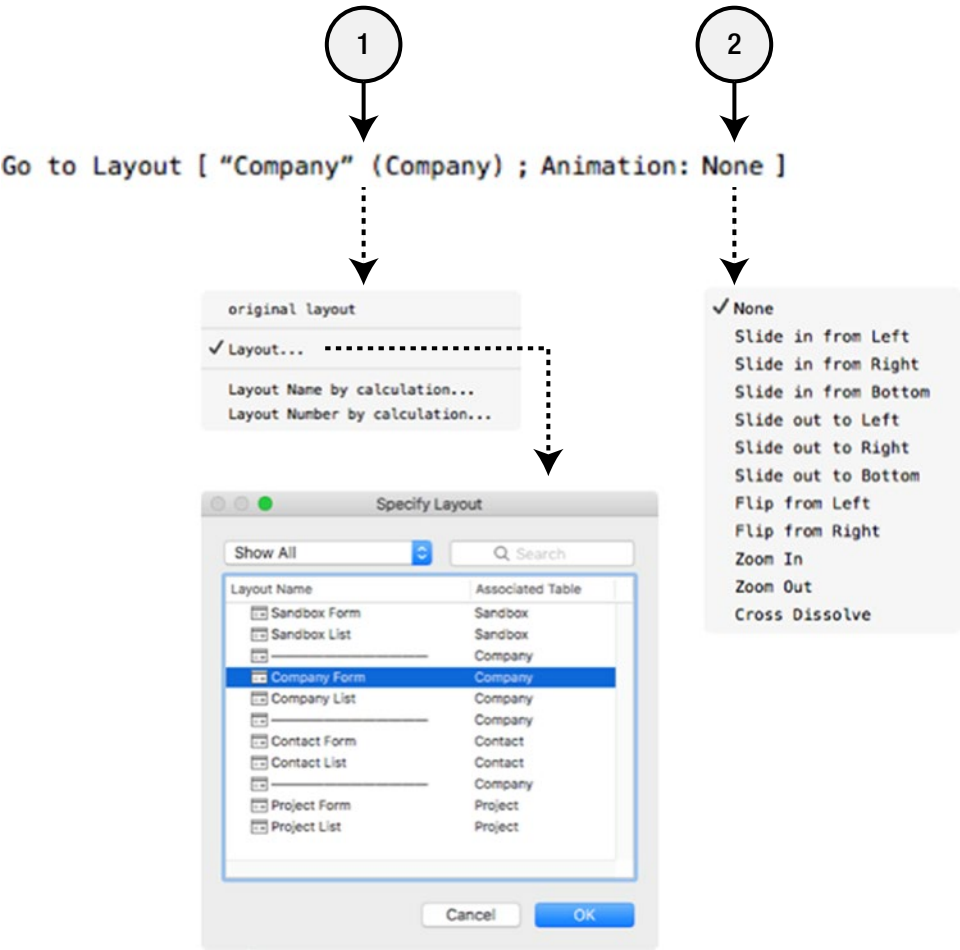 1
2
Go to Layout [ “Company” (Company) ; Animation: None ]
original layout
Layout...
Layout Name by calculation...
Layout Number by calculation...
None
Slide in from Left
Slide in from Right
Slide in from Bottom
Slide out to Left
Slide out to Right
Slide out to Bottom
Flip from Left
Flip from Right
Zoom In
Zoom Out
Cross Dissolve
Specify Layout
Show All
Search
Layout Name Associated Table
Sandbox Form Sandbox
Sandbox List Sandbox
Company
Company Form Company
Company List Company
Company
Contact Form Contact
Contact List Contact
Company
Project Form Project
Project List Project
Cancel OK